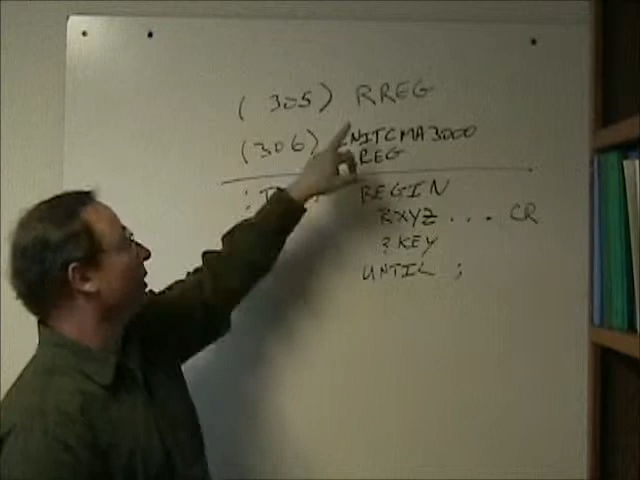 ( 305 ) RREG
(306) INITCMA3000
RREG
: BEGIN
RXYZ . . . CR
?KEY
UNTIL ;